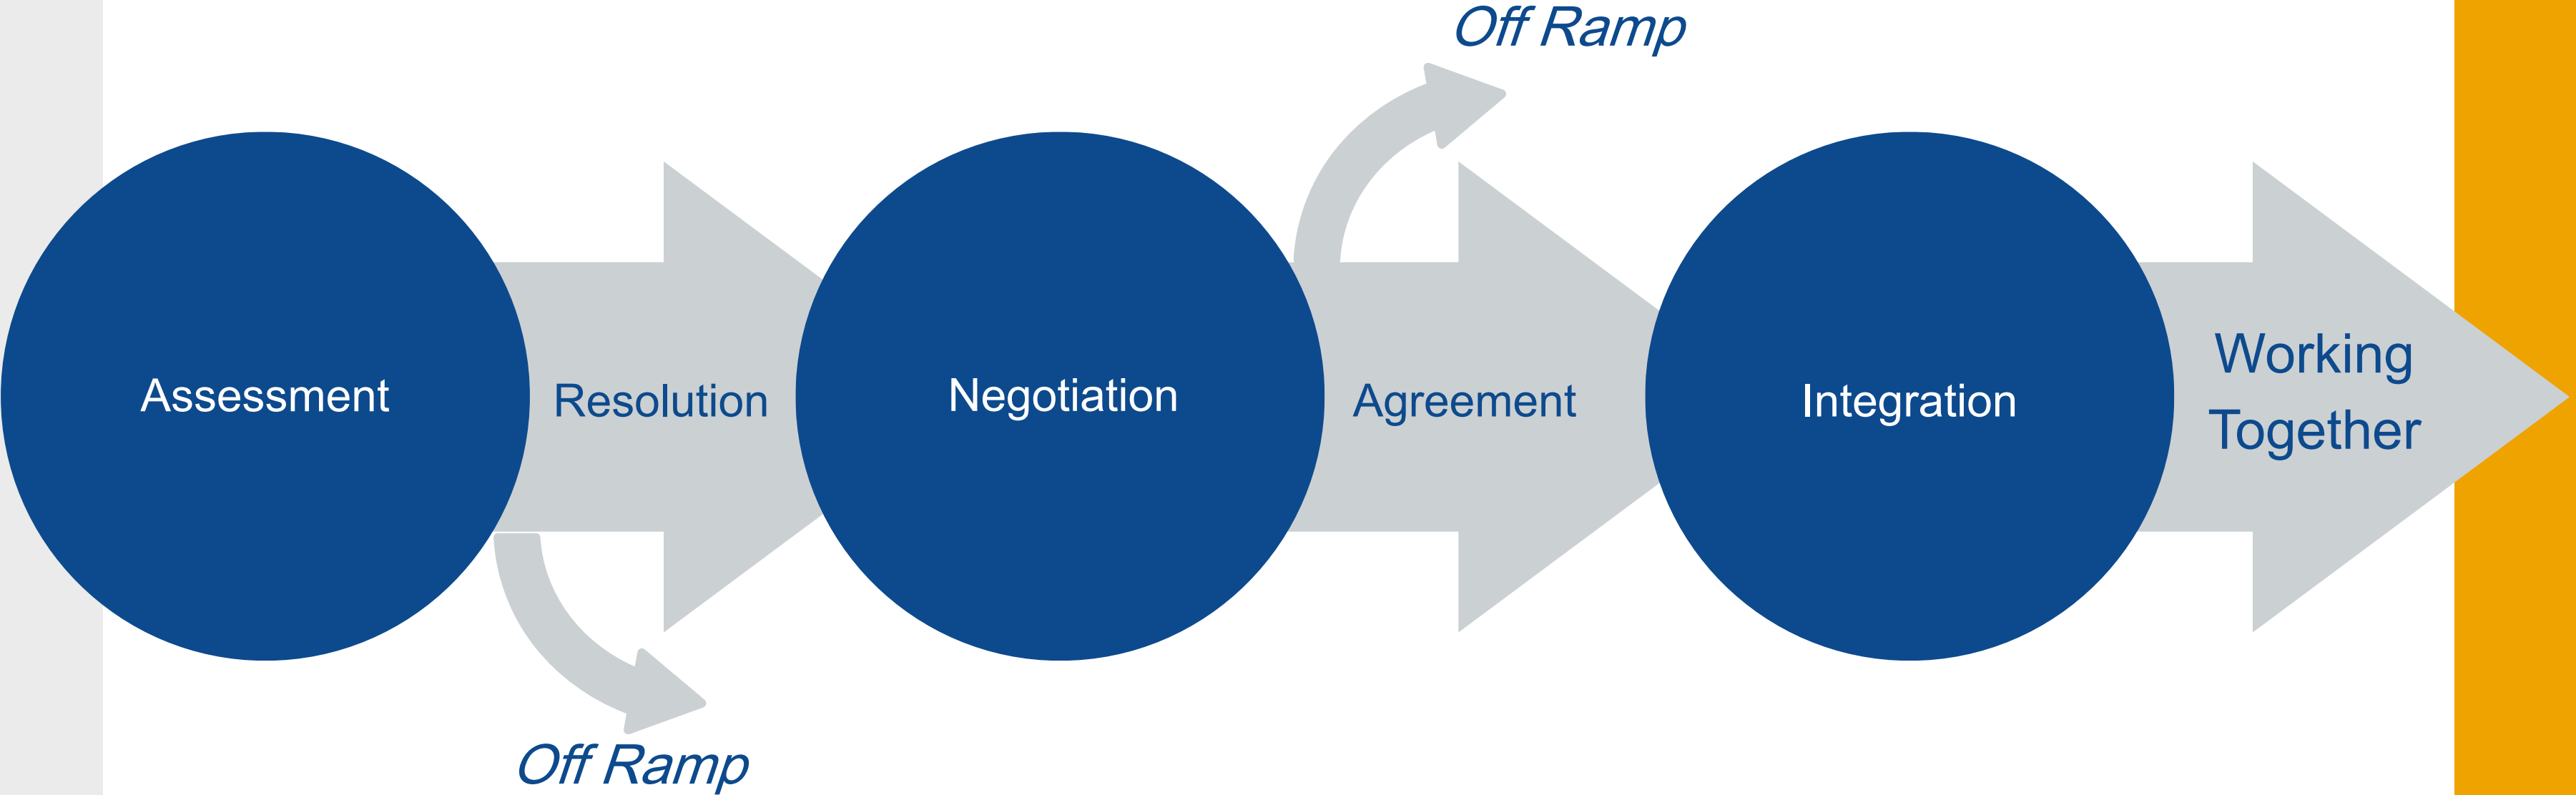 Off Ramp
Assessment
Resolution
Negotiation
Agreement
Integration
Working
Together
Off Ramp